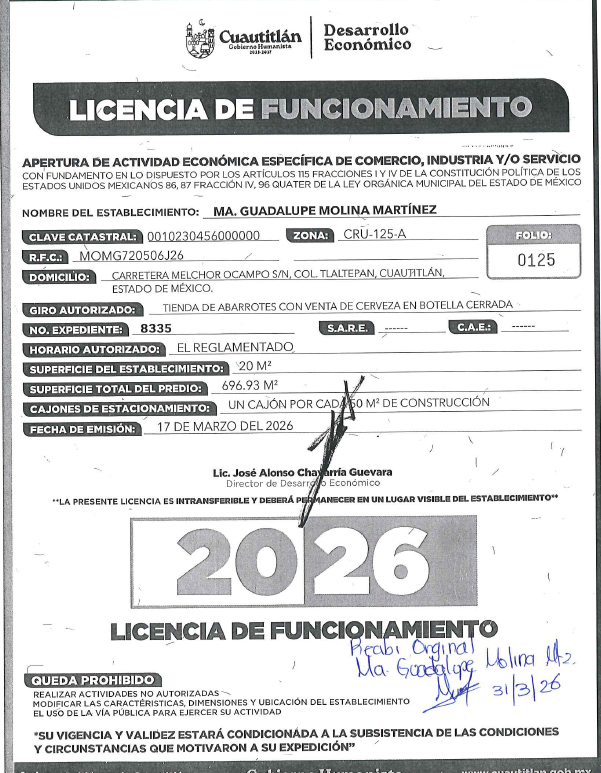 Cuautitlán
Gobierno Humanista
2025-2027
Desarrollo
Económico
LICENCIA DE FUNCIONAMIENTO
APERTURA DE ACTIVIDAD ECONÓMICA ESPECÍFICA DE COMERCIO, INDUSTRIA Y/O SERVICIO
CON FUNDAMENTO EN LO DISPUESTO POR LOS ARTÍCULOS 115 FRACCIONES I Y IV DE LA CONSTITUCIÓN POLÍTICA DE LOS
ESTADOS UNIDOS MEXICANOS 86, 87 FRACCIÓN IV, 96 QUATER DE LA LEY ORGÁNICA MUNICIPAL DEL ESTADO DE MÉXICO
NOMBRE DEL ESTABLECIMIENTO: MA. GUADALUPE MOLINA MARTÍNEZ
CLAVE CATASTRAL: 0010230456000000 ZONA: CRU-125-A
FOLIO:
0125
R.F.C.: MOMG720506J26
DOMICILIO: CARRETERA MELCHOR OCAMPO S/N, COL. TLALTEPAN, CUAUTITLÁN,
ESTADO DE MÉXICO.
GIRO AUTORIZADO: TIENDA DE ABARROTES CON VENTA DE CERVEZA EN BOTELLA CERRADA
NO. EXPEDIENTE: 8335 S.A.R.E. ------ C.A.E.: ------
HORARIO AUTORIZADO: EL REGLAMENTADO
SUPERFICIE DEL ESTABLECIMIENTO: 20 M²
SUPERFICIE TOTAL DEL PREDIO: 696.93 M²
CAJONES DE ESTACIONAMIENTO: UN CAJÓN POR CADA 50 M² DE CONSTRUCCIÓN
FECHA DE EMISIÓN: 17 DE MARZO DEL 2026
Lic. José Alonso Chavarría Guevara
Director de Desarrollo Económico
**LA PRESENTE LICENCIA ES INTRANSFERIBLE Y DEBERÁ PERMANECER EN UN LUGAR VISIBLE DEL ESTABLECIMIENTO**
2026
LICENCIA DE FUNCIONAMIENTO
Recibi Orginal
Ma. Guadalupe Molina Mtz.
31/3/26
QUEDA PROHIBIDO
REALIZAR ACTIVIDADES NO AUTORIZADAS
MODIFICAR LAS CARACTERÍSTICAS, DIMENSIONES Y UBICACIÓN DEL ESTABLECIMIENTO
EL USO DE LA VÍA PÚBLICA PARA EJERCER SU ACTIVIDAD
"SU VIGENCIA Y VALIDEZ ESTARÁ CONDICIONADA A LA SUBSISTENCIA DE LAS CONDICIONES
Y CIRCUNSTANCIAS QUE MOTIVARON A SU EXPEDICIÓN"
Gobierno Humanista
www.cuautitlan.gob.mx